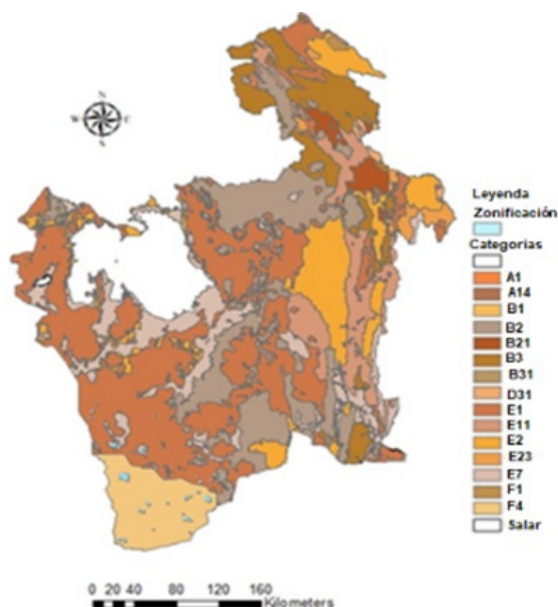 N
W E
S
Leyenda
Zonificación
Categorias
A1
A14
B1
B2
B21
B3
B31
D31
E1
E11
E2
E23
E7
F1
F4
Salar
0 20 40 80 120 160
Kilometers